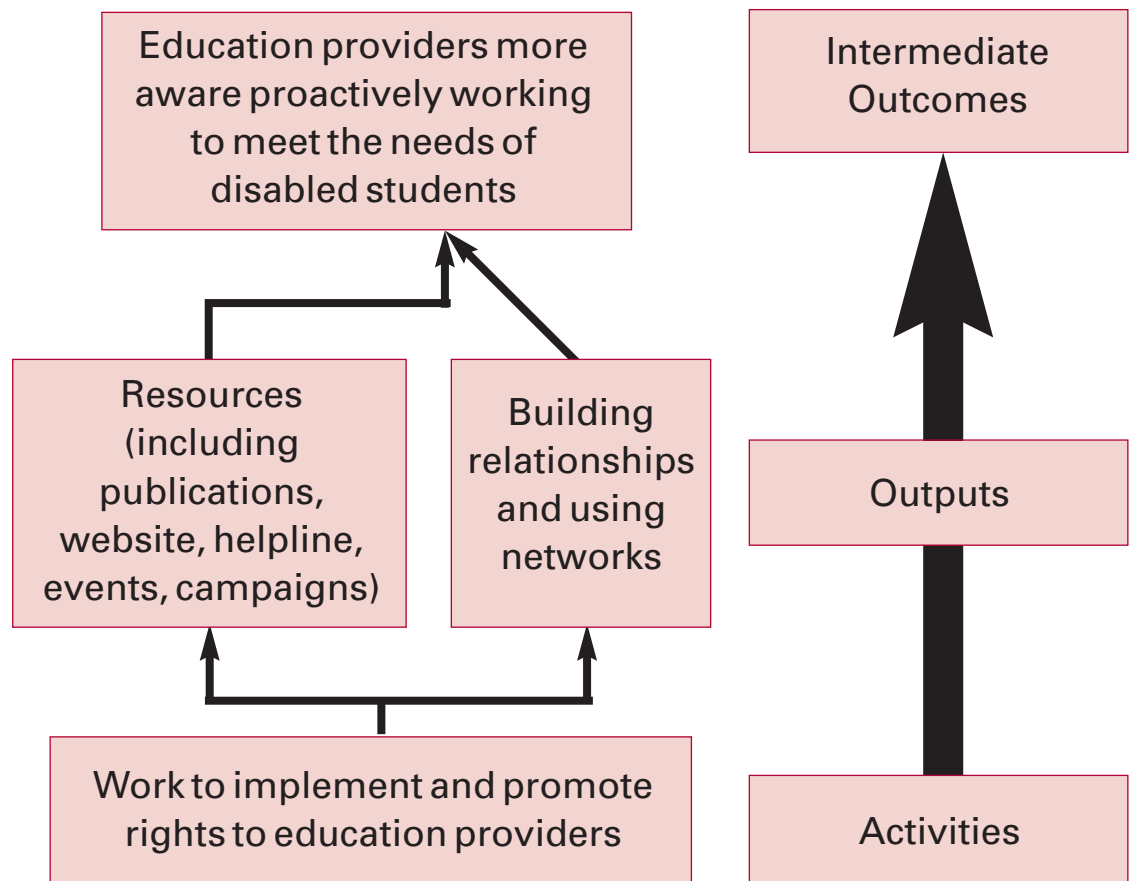 Education providers more
aware proactively working
to meet the needs of
disabled students
Intermediate
Outcomes
Resources
(including
publications,
website, helpline,
events, campaigns)
Building
relationships
and using
networks
Outputs
Work to implement and promote
rights to education providers
Activities